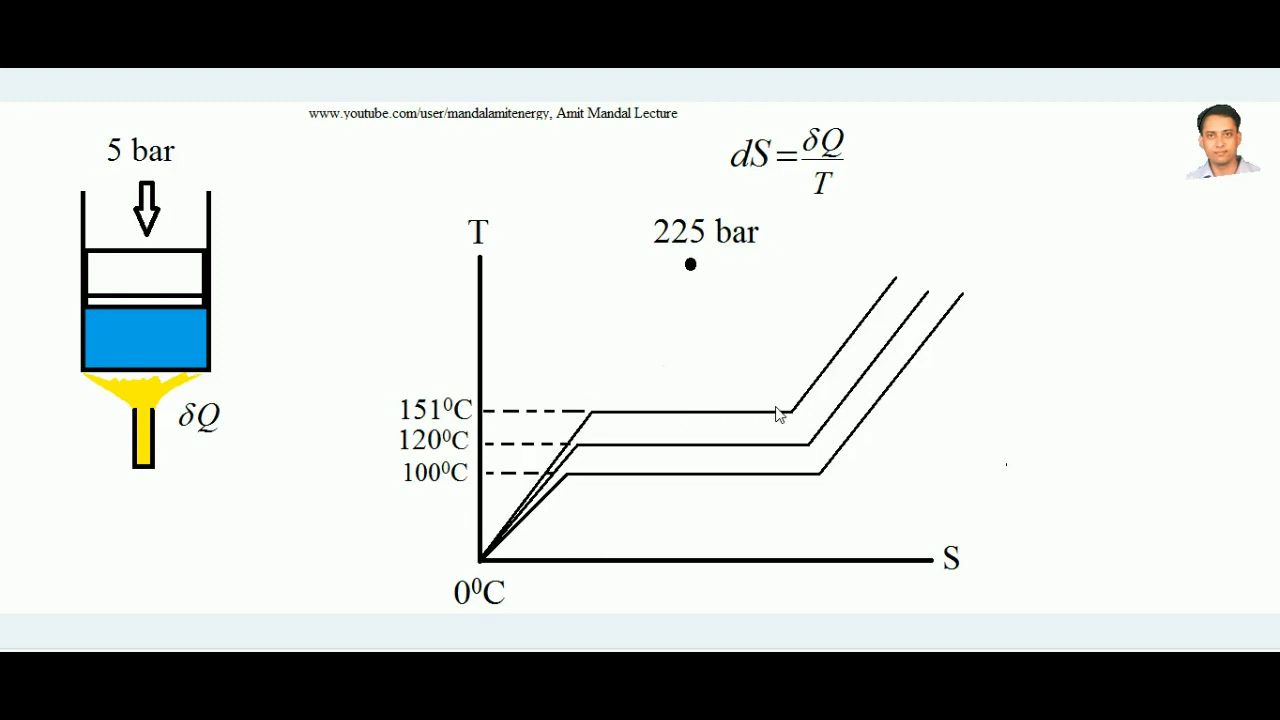 www.youtube.com/user/mandalamitenergy, Amit Mandal Lecture
5 bar
dS = δQ / T
T
225 bar
151⁰C
120⁰C
100⁰C
δQ
S
0⁰C